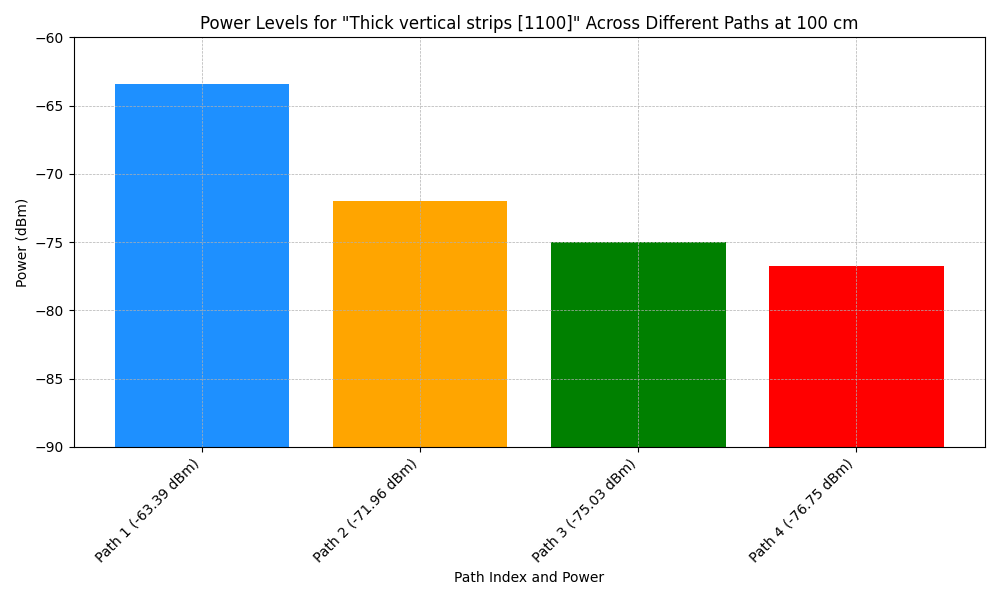 Power Levels for "Thick vertical strips [1100]" Across Different Paths at 100 cm
Power (dBm)
−60
−65
−70
−75
−80
−85
−90
Path 1 (-63.39 dBm)
Path 2 (-71.96 dBm)
Path 3 (-75.03 dBm)
Path 4 (-76.75 dBm)
Path Index and Power